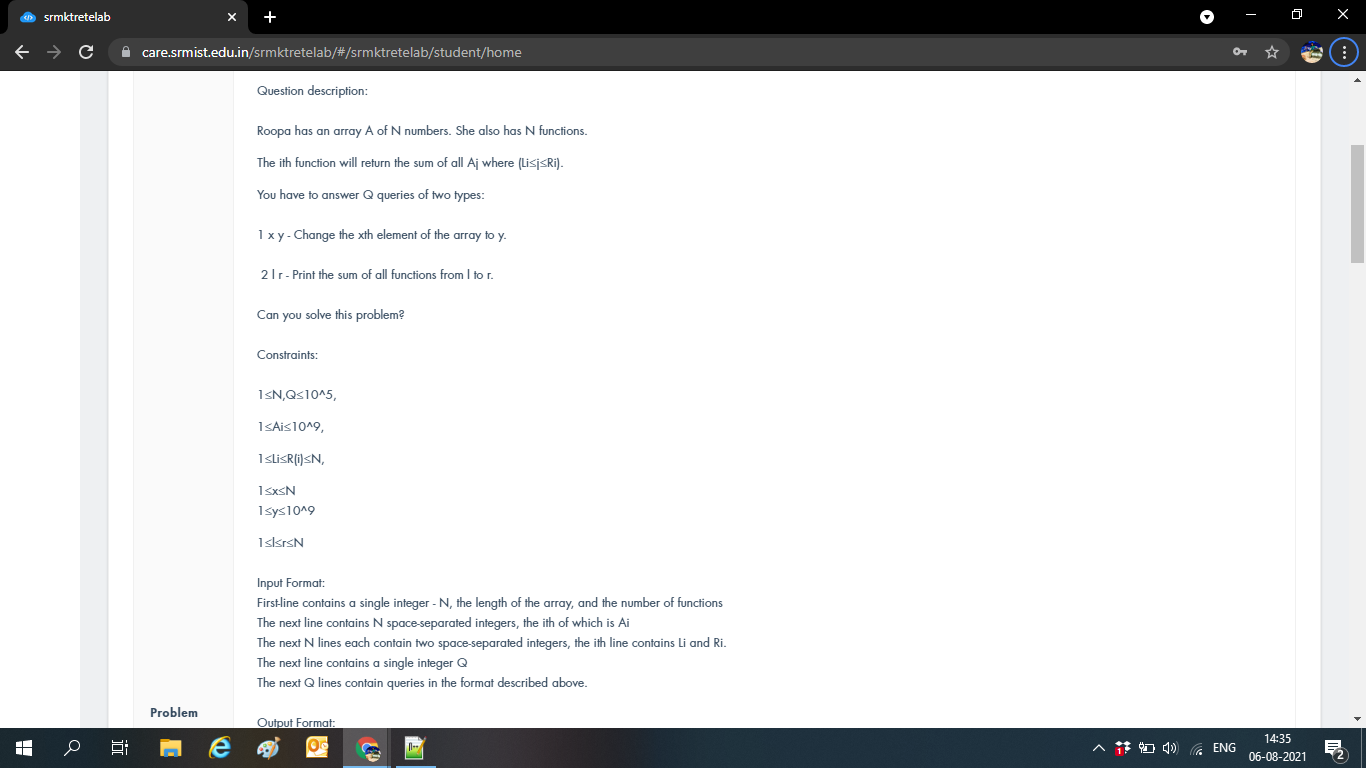 srmktretelab
care.srmist.edu.in/srmktretelab/#/srmktretelab/student/home
Question description:
Roopa has an array A of N numbers. She also has N functions.
The ith function will return the sum of all Aj where (Li≤j≤Ri).
You have to answer Q queries of two types:
1 x y - Change the xth element of the array to y.
2 l r - Print the sum of all functions from l to r.
Can you solve this problem?
Constraints:
1≤N,Q≤10^5,
1≤Ai≤10^9,
1≤Li≤R(i)≤N,
1≤x≤N
1≤y≤10^9
1≤l≤r≤N
Input Format:
First-line contains a single integer - N, the length of the array, and the number of functions
The next line contains N space-separated integers, the ith of which is Ai
The next N lines each contain two space-separated integers, the ith line contains Li and Ri.
The next line contains a single integer Q
The next Q lines contain queries in the format described above.
Problem
Output Format:
ENG
14:35
06-08-2021
2